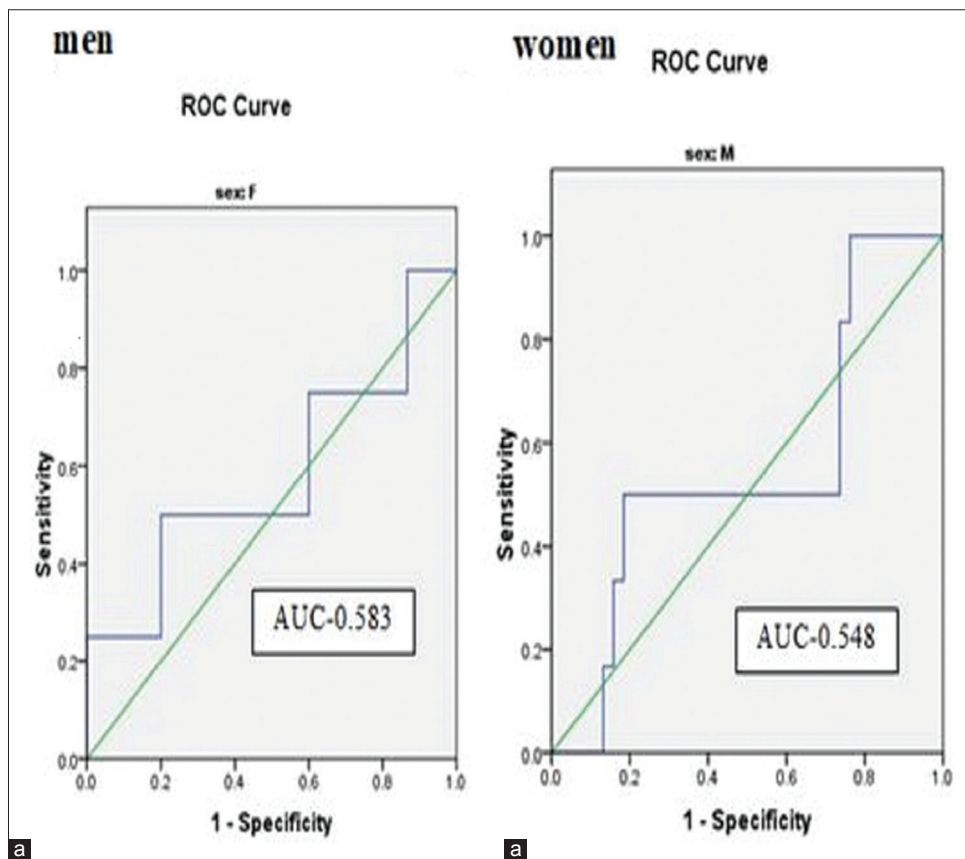 men
ROC Curve
sex: F
1.0
0.8
0.6
0.4
0.2
0.0
Sensitivity
0.0 0.2 0.4 0.6 0.8 1.0
1 - Specificity
AUC-0.583
a
women
ROC Curve
sex: M
1.0
0.8
0.6
0.4
0.2
0.0
Sensitivity
0.0 0.2 0.4 0.6 0.8 1.0
1 - Specificity
AUC-0.548
a